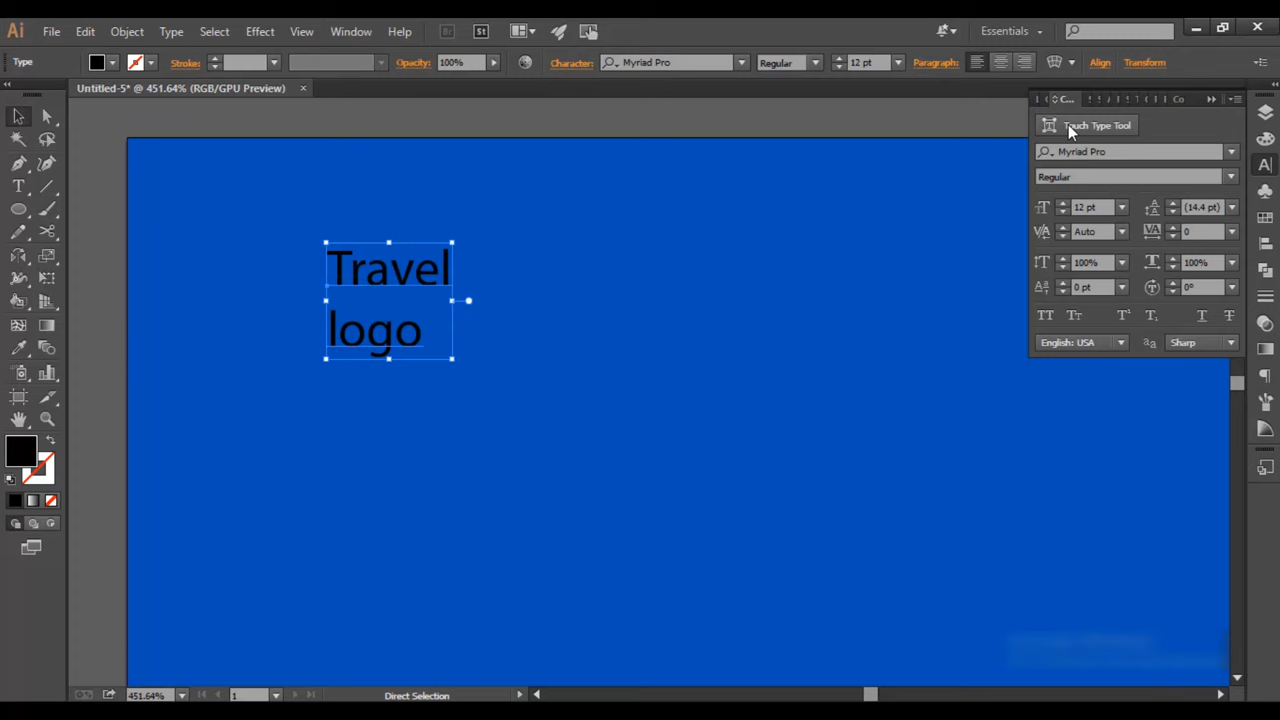 Ai File Edit Object Type Select Effect View Window Help Br St Essentials
Type Stroke: Opacity: 100% Character: Myriad Pro Regular 12 pt Paragraph: Align Transform
Untitled-5* @ 451.64% (RGB/GPU Preview) ×
C... Co
Touch Type Tool
Myriad Pro
Regular
12 pt (14.4 pt)
Auto 0
100% 100%
0 pt 0°
English: USA Sharp
Travel
logo
451.64% 1 Direct Selection